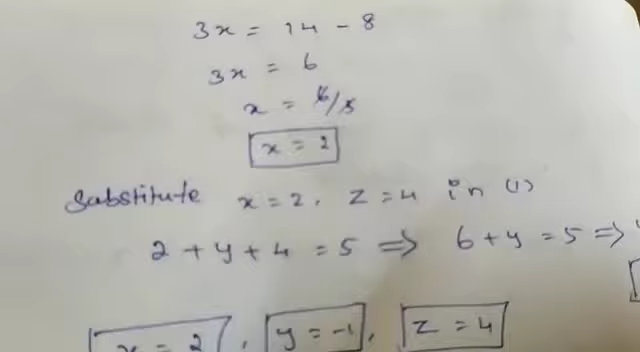 3x = 14 - 8
3x = 6
x = 6/3
x = 2
Substitute x = 2, z = 4 in (1)
2 + y + 4 = 5 ⇒ 6 + y = 5 ⇒
x = 2, y = -1, z = 4